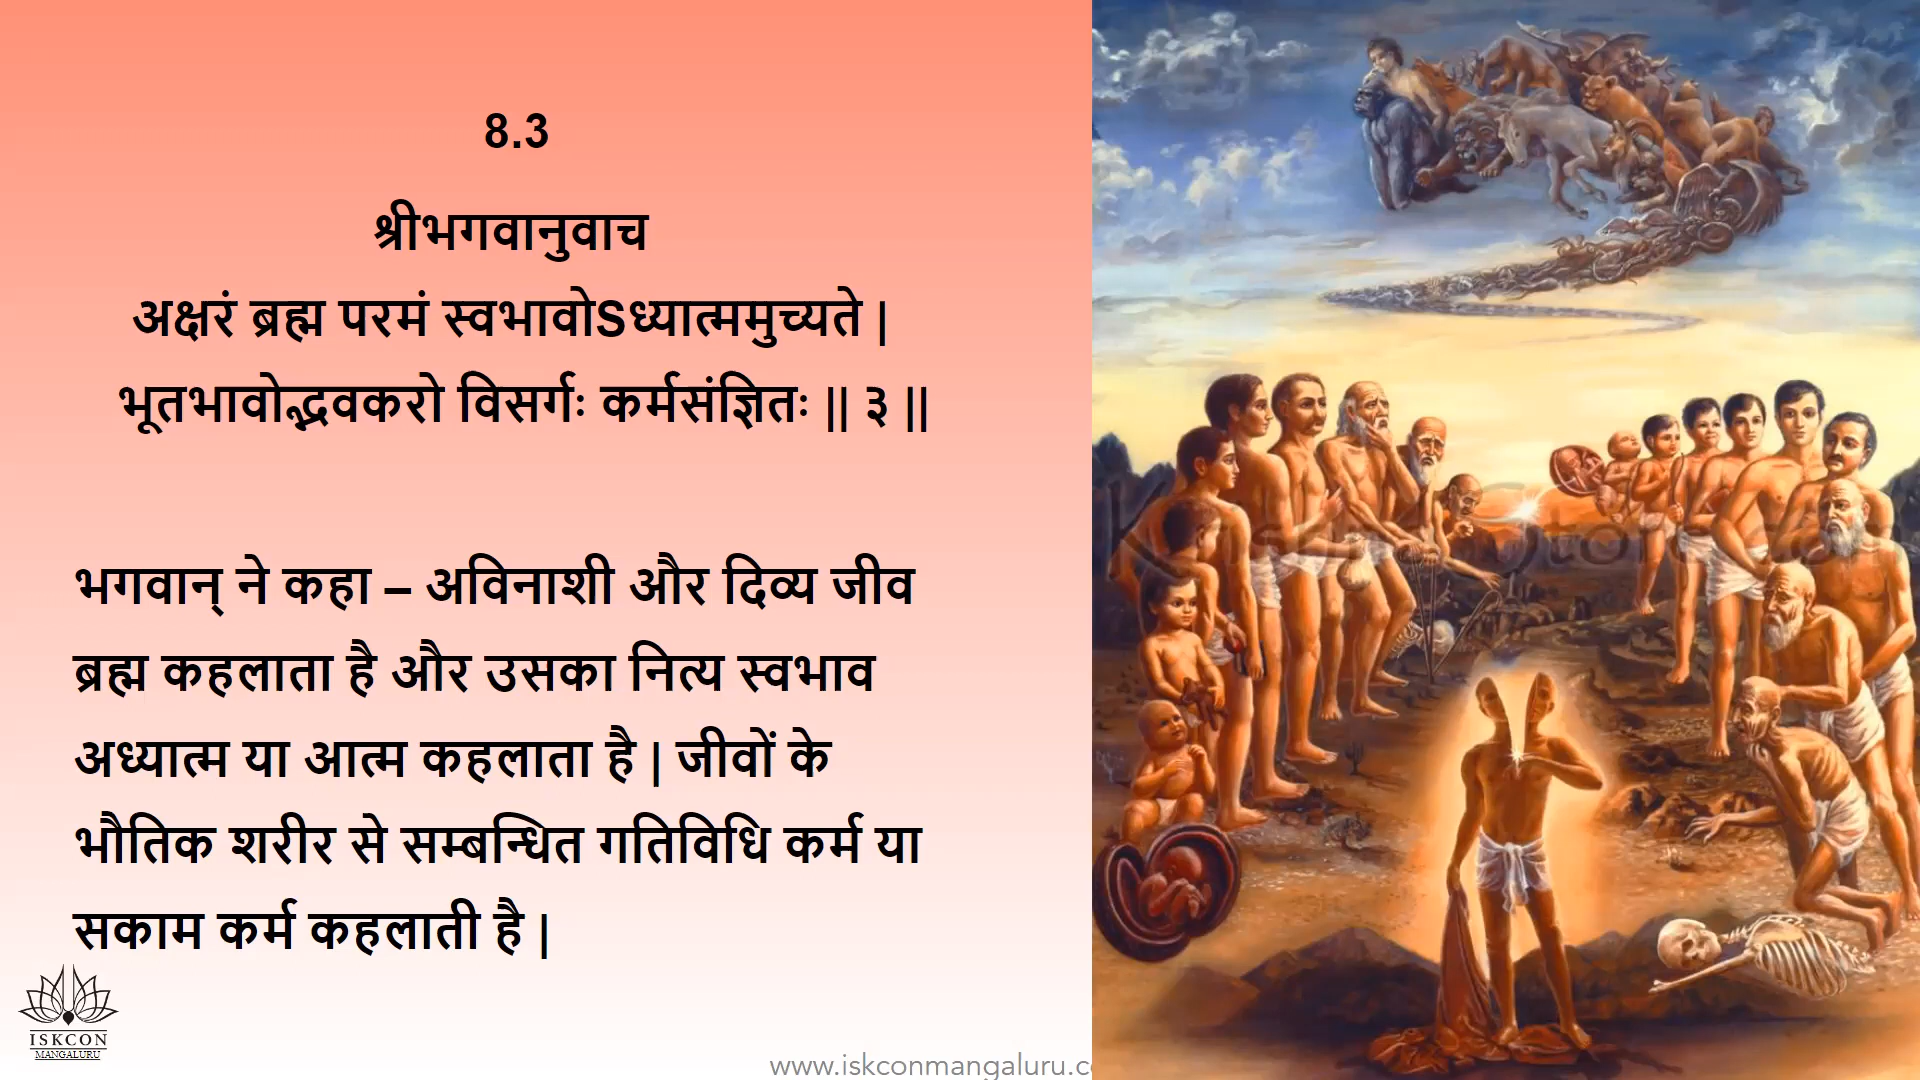 8.3
श्रीभगवानुवाच
अक्षरं ब्रह्म परमं स्वभावोSध्यात्ममुच्यते |
भूतभावोद्भवकरो विसर्गः कर्मसंज्ञितः || ३ ||
भगवान् ने कहा – अविनाशी और दिव्य जीव
ब्रह्म कहलाता है और उसका नित्य स्वभाव
अध्यात्म या आत्म कहलाता है | जीवों के
भौतिक शरीर से सम्बन्धित गतिविधि कर्म या
सकाम कर्म कहलाती है |
ISKCON
MANGALURU
www.iskconmangaluru.c